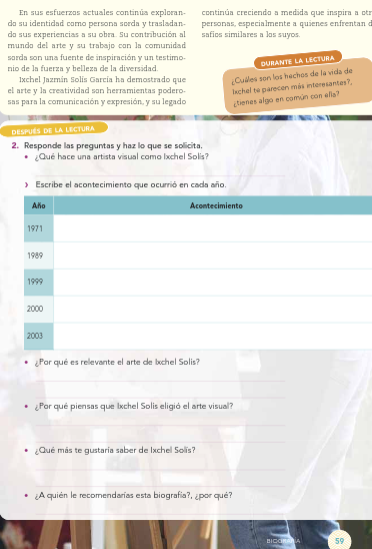 En sus esfuerzos actuales continúa exploran-
do su identidad como persona sorda y trasladan-
do sus experiencias a su obra. Su contribución al
mundo del arte y su trabajo con la comunidad
sorda son una fuente de inspiración y un testimo-
nio de la fuerza y belleza de la diversidad.
Ixchel Jazmín Solís García ha demostrado que
el arte y la creatividad son herramientas podero-
sas para la comunicación y expresión, y su legado
continúa creciendo a medida que inspira a otr
personas, especialmente a quienes enfrentan d
safíos similares a los suyos.
DURANTE LA LECTURA
¿Cuáles son los hechos de la vida de
Ixchel te parecen más interesantes?,
¿tienes algo en común con ella?
DESPUÉS DE LA LECTURA
2. Responde las preguntas y haz lo que se solicita.
• ¿Qué hace una artista visual como Ixchel Solís?
› Escribe el acontecimiento que ocurrió en cada año.
Año Acontecimiento
1971
1989
1999
2000
2003
• ¿Por qué es relevante el arte de Ixchel Solís?
• ¿Por qué piensas que Ixchel Solís eligió el arte visual?
• ¿Qué más te gustaría saber de Ixchel Solís?
• ¿A quién le recomendarías esta biografía?, ¿por qué?
BIOGRAFÍA 59